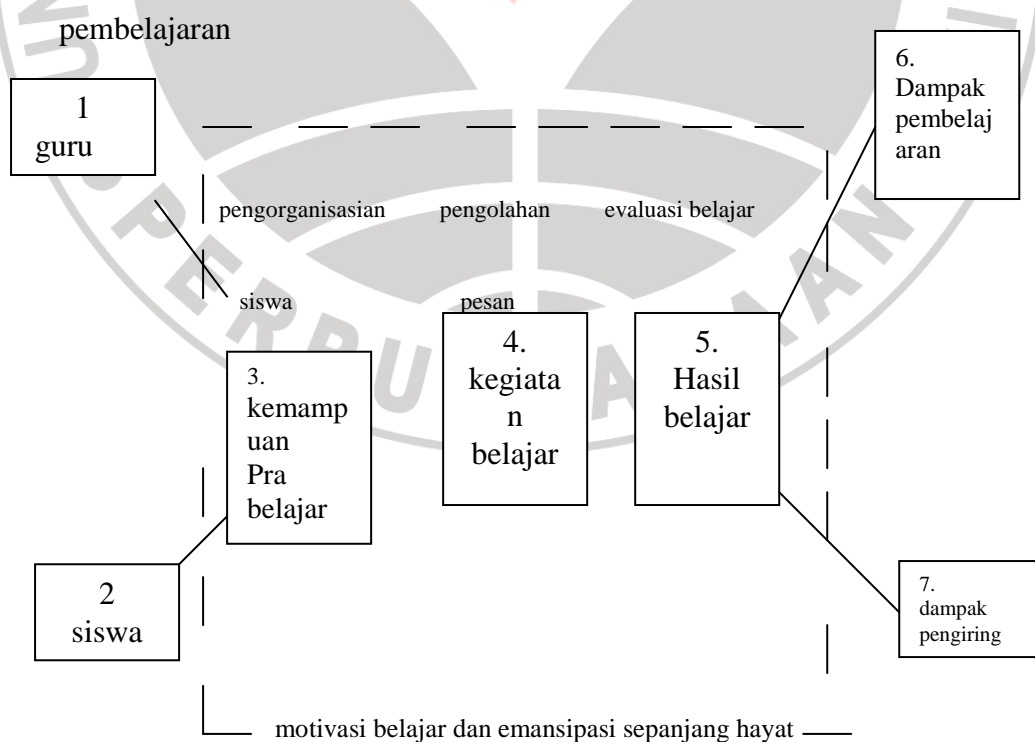 pembelajaran
1
guru
6.
Dampak
pembelaj
aran
pengorganisasian pengolahan evaluasi belajar
siswa pesan
3.
kemamp
uan
Pra
belajar
4.
kegiata
n
belajar
5.
Hasil
belajar
2
siswa
7.
dampak
pengiring
motivasi belajar dan emansipasi sepanjang hayat